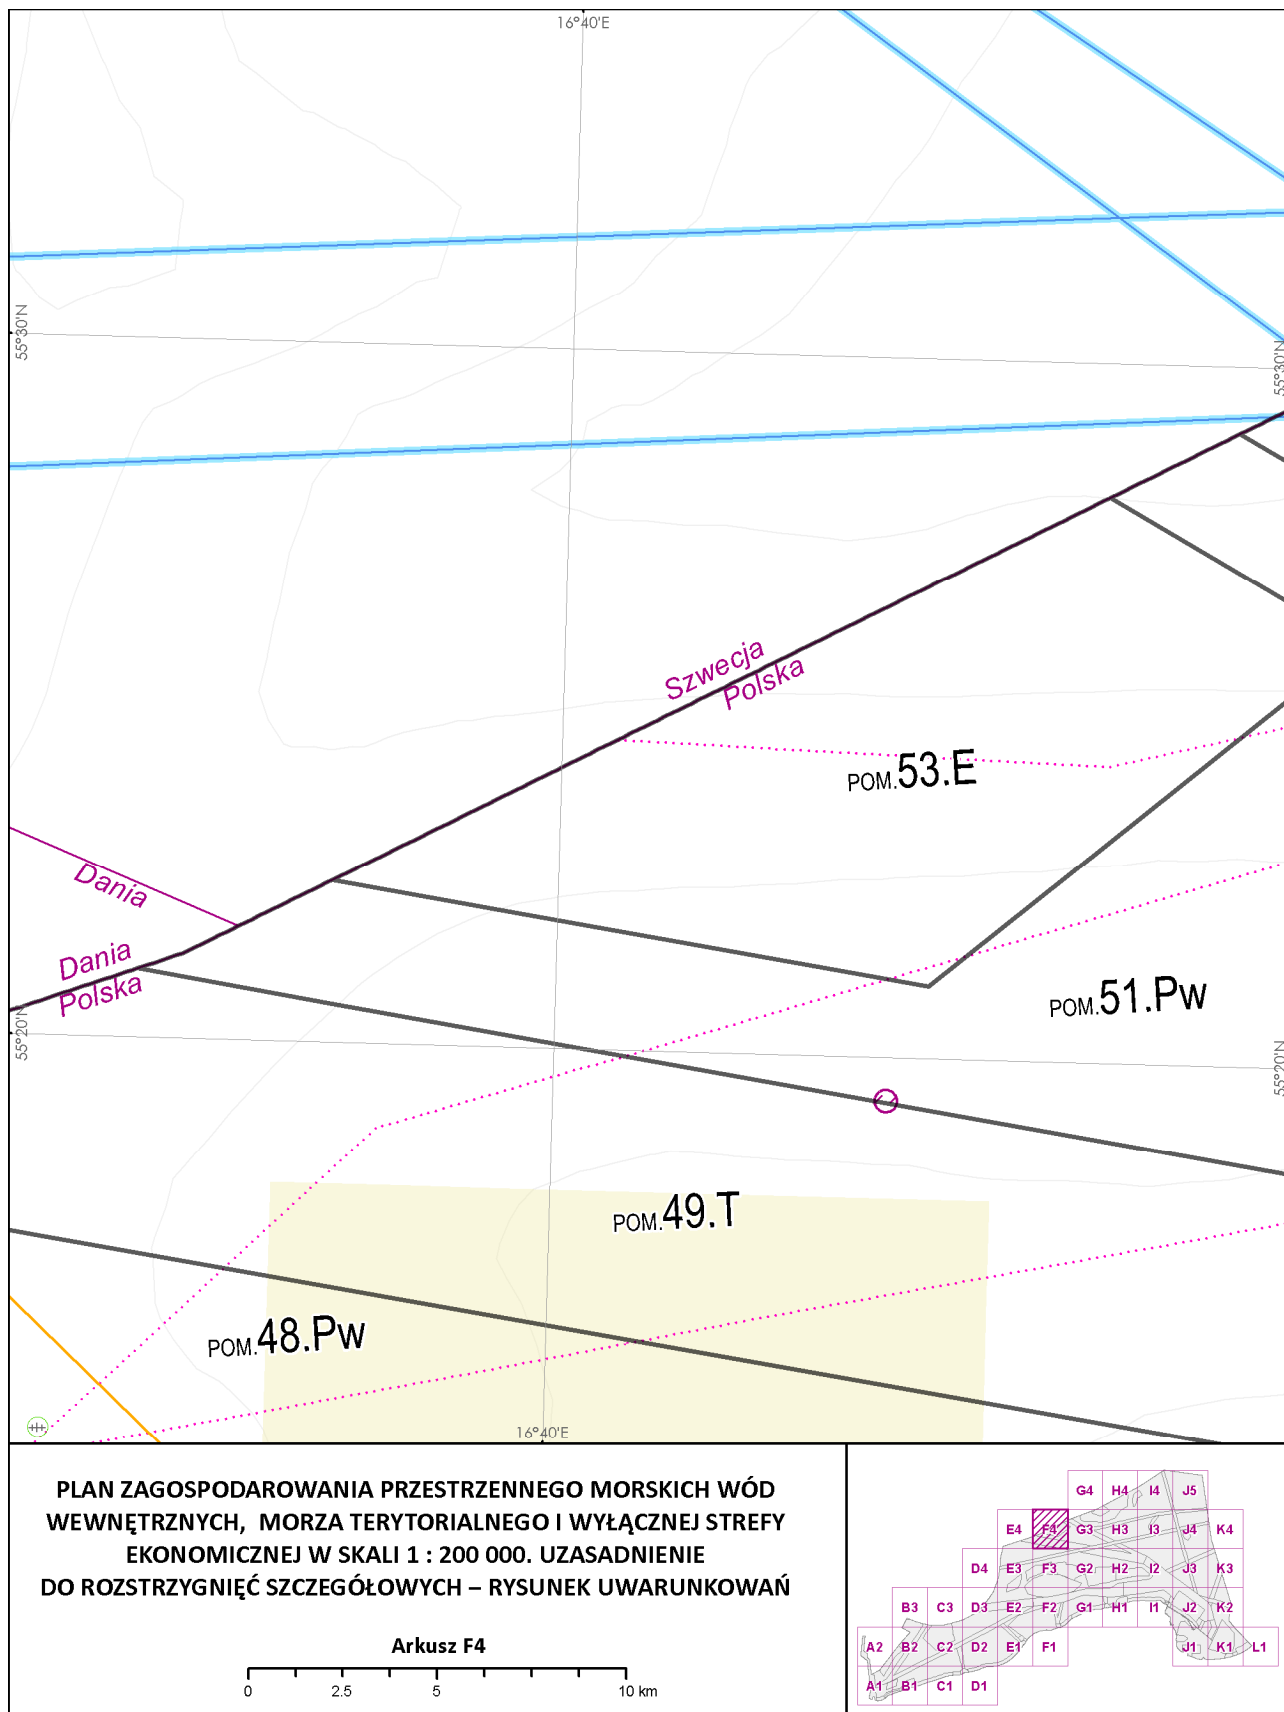 16°40'E
55°30'N
55°30'N
Szwecja
Polska
POM.53.E
Dania
Dania
Polska
POM.51.Pw
55°20'N
55°20'N
POM.49.T
POM.48.Pw
16°40'E
PLAN ZAGOSPODAROWANIA PRZESTRZENNEGO MORSKICH WÓD
WEWNĘTRZNYCH, MORZA TERYTORIALNEGO I WYŁĄCZNEJ STREFY
EKONOMICZNEJ W SKALI 1 : 200 000. UZASADNIENIE
DO ROZSTRZYGNIĘĆ SZCZEGÓŁOWYCH – RYSUNEK UWARUNKOWAŃ
Arkusz F4
0 2.5 5 10 km
G4 H4 I4 J5
E4 F4 G3 H3 I3 J4 K4
D4 E3 F3 G2 H2 I2 J3 K3
B3 C3 D3 E2 F2 G1 H1 I1 J2 K2
A2 B2 C2 D2 E1 F1 J1 K1 L1
A1 B1 C1 D1